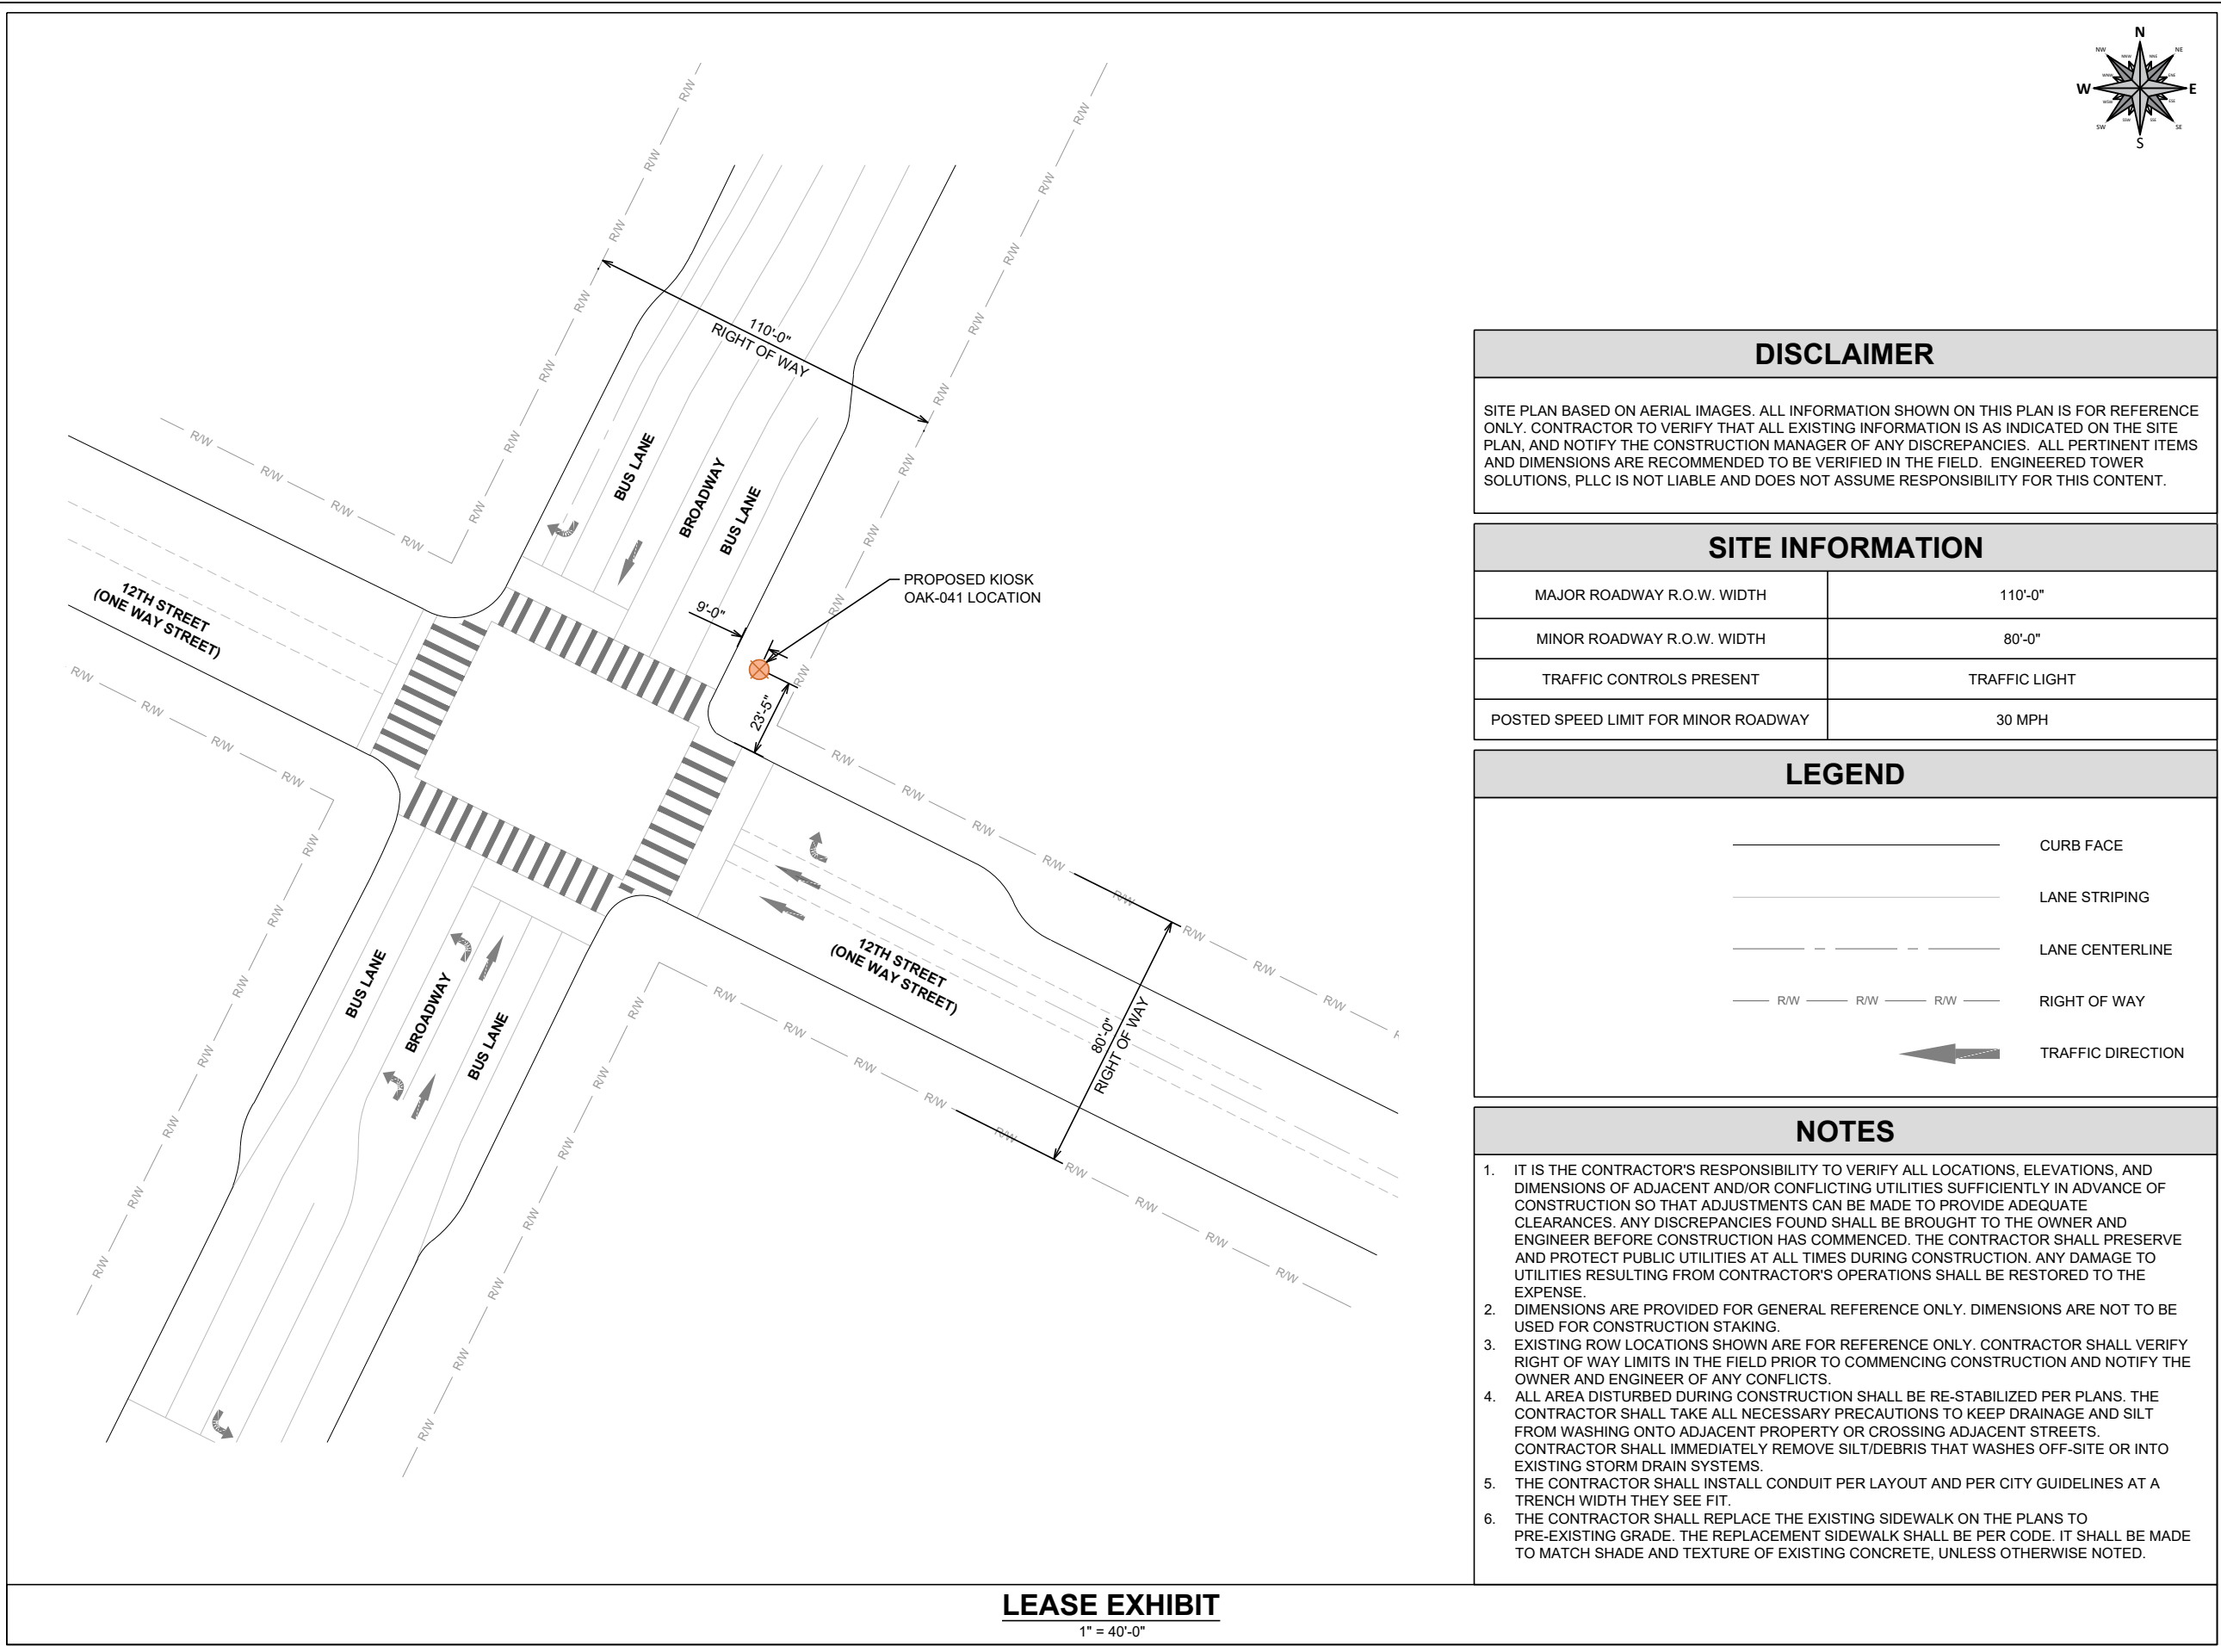 N
NW
NE
W
E
SW
SE
S
R/W
110'-0"
RIGHT OF WAY
BUS LANE
BROADWAY
BUS LANE
PROPOSED KIOSK
OAK-041 LOCATION
9'-0"
23'-5"
12TH STREET
(ONE WAY STREET)
12TH STREET
(ONE WAY STREET)
80'-0"
RIGHT OF WAY
BUS LANE
BROADWAY
BUS LANE
DISCLAIMER
SITE PLAN BASED ON AERIAL IMAGES. ALL INFORMATION SHOWN ON THIS PLAN IS FOR REFERENCE
ONLY. CONTRACTOR TO VERIFY THAT ALL EXISTING INFORMATION IS AS INDICATED ON THE SITE
PLAN, AND NOTIFY THE CONSTRUCTION MANAGER OF ANY DISCREPANCIES. ALL PERTINENT ITEMS
AND DIMENSIONS ARE RECOMMENDED TO BE VERIFIED IN THE FIELD. ENGINEERED TOWER
SOLUTIONS, PLLC IS NOT LIABLE AND DOES NOT ASSUME RESPONSIBILITY FOR THIS CONTENT.
SITE INFORMATION
MAJOR ROADWAY R.O.W. WIDTH 110'-0"
MINOR ROADWAY R.O.W. WIDTH 80'-0"
TRAFFIC CONTROLS PRESENT TRAFFIC LIGHT
POSTED SPEED LIMIT FOR MINOR ROADWAY 30 MPH
LEGEND
CURB FACE
LANE STRIPING
LANE CENTERLINE
R/W R/W R/W RIGHT OF WAY
TRAFFIC DIRECTION
NOTES
1. IT IS THE CONTRACTOR'S RESPONSIBILITY TO VERIFY ALL LOCATIONS, ELEVATIONS, AND
DIMENSIONS OF ADJACENT AND/OR CONFLICTING UTILITIES SUFFICIENTLY IN ADVANCE OF
CONSTRUCTION SO THAT ADJUSTMENTS CAN BE MADE TO PROVIDE ADEQUATE
CLEARANCES. ANY DISCREPANCIES FOUND SHALL BE BROUGHT TO THE OWNER AND
ENGINEER BEFORE CONSTRUCTION HAS COMMENCED. THE CONTRACTOR SHALL PRESERVE
AND PROTECT PUBLIC UTILITIES AT ALL TIMES DURING CONSTRUCTION. ANY DAMAGE TO
UTILITIES RESULTING FROM CONTRACTOR'S OPERATIONS SHALL BE RESTORED TO THE
EXPENSE.
2. DIMENSIONS ARE PROVIDED FOR GENERAL REFERENCE ONLY. DIMENSIONS ARE NOT TO BE
USED FOR CONSTRUCTION STAKING.
3. EXISTING ROW LOCATIONS SHOWN ARE FOR REFERENCE ONLY. CONTRACTOR SHALL VERIFY
RIGHT OF WAY LIMITS IN THE FIELD PRIOR TO COMMENCING CONSTRUCTION AND NOTIFY THE
OWNER AND ENGINEER OF ANY CONFLICTS.
4. ALL AREA DISTURBED DURING CONSTRUCTION SHALL BE RE-STABILIZED PER PLANS. THE
CONTRACTOR SHALL TAKE ALL NECESSARY PRECAUTIONS TO KEEP DRAINAGE AND SILT
FROM WASHING ONTO ADJACENT PROPERTY OR CROSSING ADJACENT STREETS.
CONTRACTOR SHALL IMMEDIATELY REMOVE SILT/DEBRIS THAT WASHES OFF-SITE OR INTO
EXISTING STORM DRAIN SYSTEMS.
5. THE CONTRACTOR SHALL INSTALL CONDUIT PER LAYOUT AND PER CITY GUIDELINES AT A
TRENCH WIDTH THEY SEE FIT.
6. THE CONTRACTOR SHALL REPLACE THE EXISTING SIDEWALK ON THE PLANS TO
PRE-EXISTING GRADE. THE REPLACEMENT SIDEWALK SHALL BE PER CODE. IT SHALL BE MADE
TO MATCH SHADE AND TEXTURE OF EXISTING CONCRETE, UNLESS OTHERWISE NOTED.
LEASE EXHIBIT
1" = 40'-0"